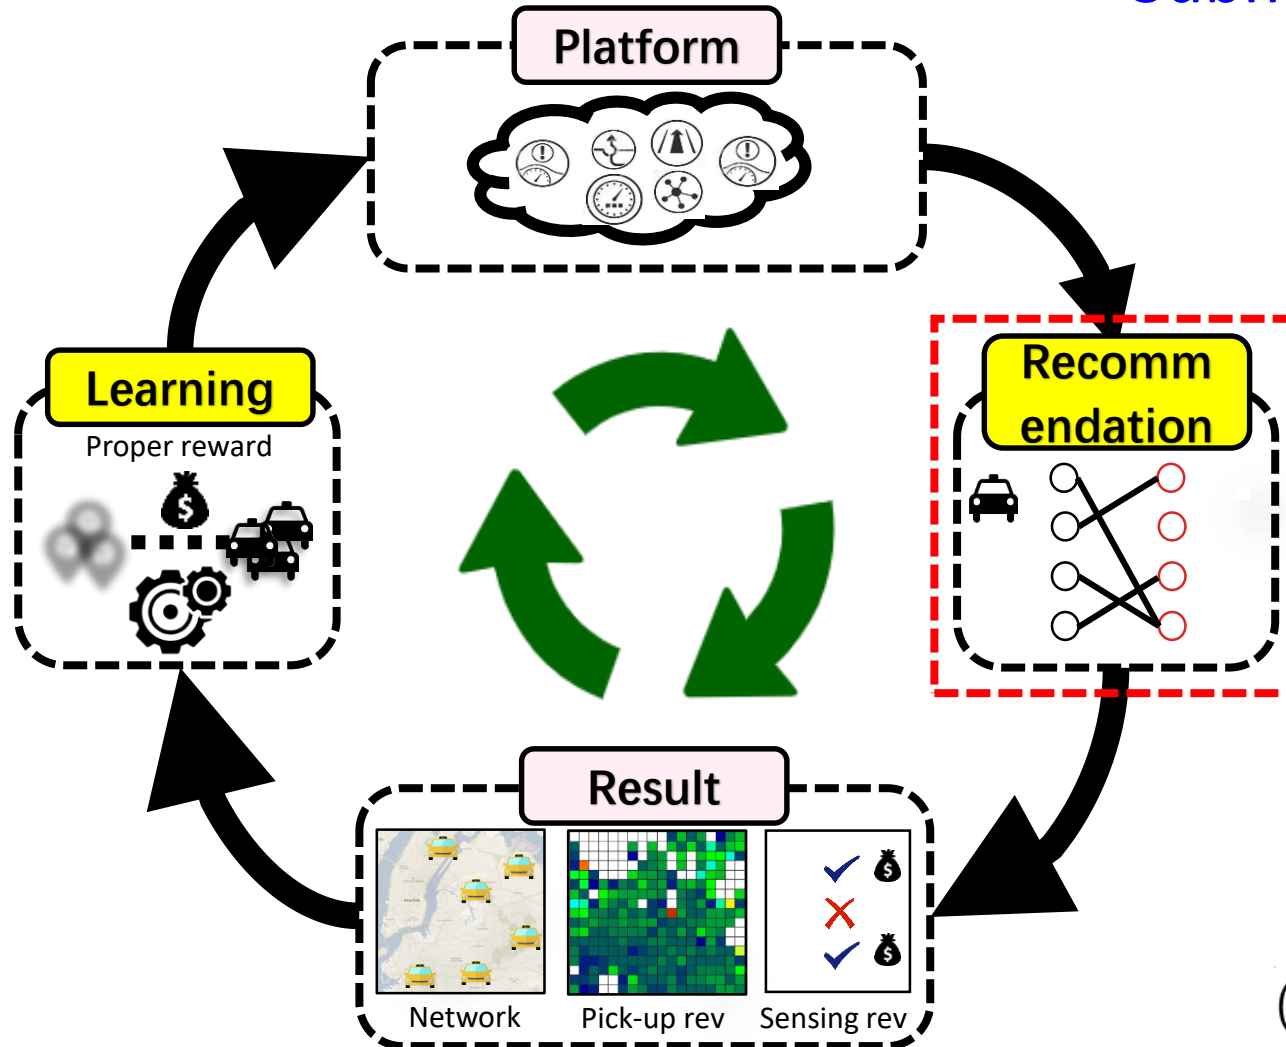 Platform
Learning
Proper reward
Recomm
endation
Result
Network
Pick-up rev
Sensing rev